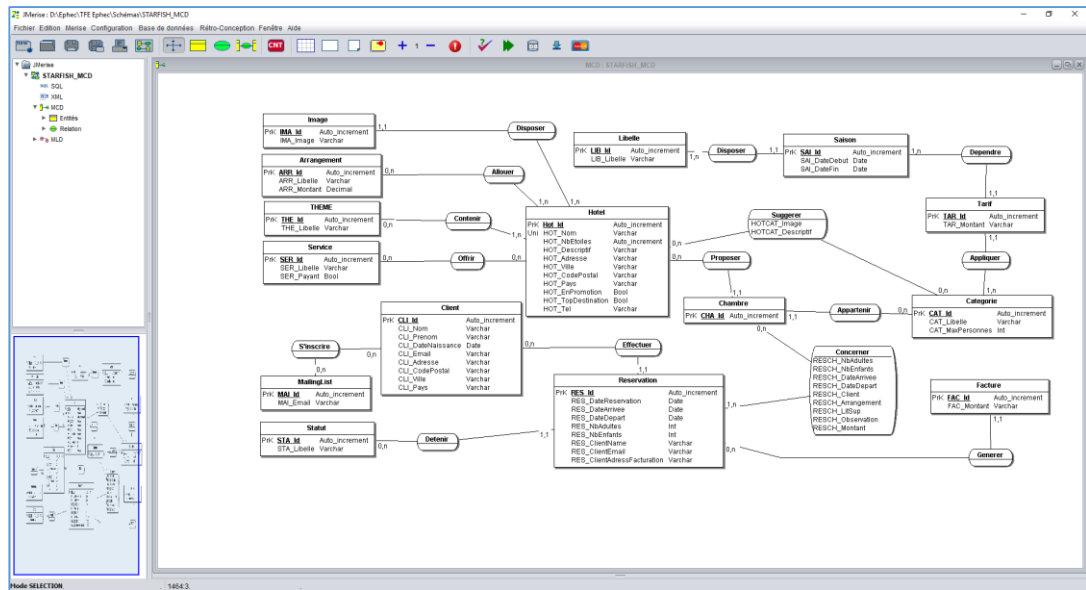 JMerise : D:\Ephec\TFE Ephec\Schémas\STARFISH_MCD
Fichier Edition Merise Configuration Base de données Rétro-Conception Fenêtre Aide
CNT
1
JMerise
STARFISH_MCD
SQL
XML
MCD
Entités
Relation
MLD
MCD : STARFISH_MCD
Image
PrK IMA_Id Auto_increment
IMA_Image Varchar
1,1
Disposer
1,n
Arrangement
PrK ARR_Id Auto_increment
ARR_Libelle Varchar
ARR_Montant Decimal
0,n
Allouer
1,n
THEME
PrK THE_Id Auto_increment
THE_Libelle Varchar
0,n
Contenir
1,n
Service
PrK SER_Id Auto_increment
SER_Libelle Varchar
SER_Payant Bool
0,n
Offrir
0,n
Libelle
PrK LIB_Id Auto_increment
LIB_Libelle Varchar
1,n
Disposer
1,1
Saison
PrK SAI_Id Auto_increment
SAI_DateDebut Date
SAI_DateFin Date
1,n
Dependre
1,1
Tarif
PrK TAR_Id Auto_increment
TAR_Montant Varchar
1,1
Appliquer
1,n
Hotel
PrK Hot_Id Auto_increment
Uni HOT_Nom Varchar
HOT_NbEtoiles Auto_increment
HOT_Descriptif Varchar
HOT_Adresse Varchar
HOT_Ville Varchar
HOT_CodePostal Varchar
HOT_Pays Varchar
HOT_EnPromotion Bool
HOT_TopDestination Bool
HOT_Tel Varchar
0,n
Suggerer
HOTCAT_Image
HOTCAT_Descriptif
0,n
0,n
Proposer
1,1
Chambre
PrK CHA_Id Auto_increment
1,1
Appartenir
0,n
Categorie
PrK CAT_Id Auto_increment
CAT_Libelle Varchar
CAT_MaxPersonnes Int
Client
PrK CLI_Id Auto_increment
CLI_Nom Varchar
CLI_Prenom Varchar
CLI_DateNaissance Date
CLI_Email Varchar
CLI_Adresse Varchar
CLI_CodePostal Varchar
CLI_Ville Varchar
CLI_Pays Varchar
0,n
S'inscrire
0,n
MailingList
PrK MAI_Id Auto_increment
MAI_Email Varchar
0,n
Effectuer
1,1
Statut
PrK STA_Id Auto_increment
STA_Libelle Varchar
0,n
Detenir
1,1
Reservation
PrK RES_Id Auto_increment
RES_DateReservation Date
RES_DateArrivee Date
RES_DateDepart Date
RES_NbAdultes Int
RES_NbEnfants Int
RES_ClientName Varchar
RES_ClientEmail Varchar
RES_ClientAdressFacturation Varchar
0,n
Concerner
RESCH_NbAdultes
RESCH_NbEnfants
RESCH_DateArrivee
RESCH_DateDepart
RESCH_Client
RESCH_Arrangement
RESCH_LitSup
RESCH_Observation
RESCH_Montant
1,n
0,n
Facture
PrK FAC_Id Auto_increment
FAC_Montant Varchar
1,1
Generer
Mode SELECTION
1464:3.